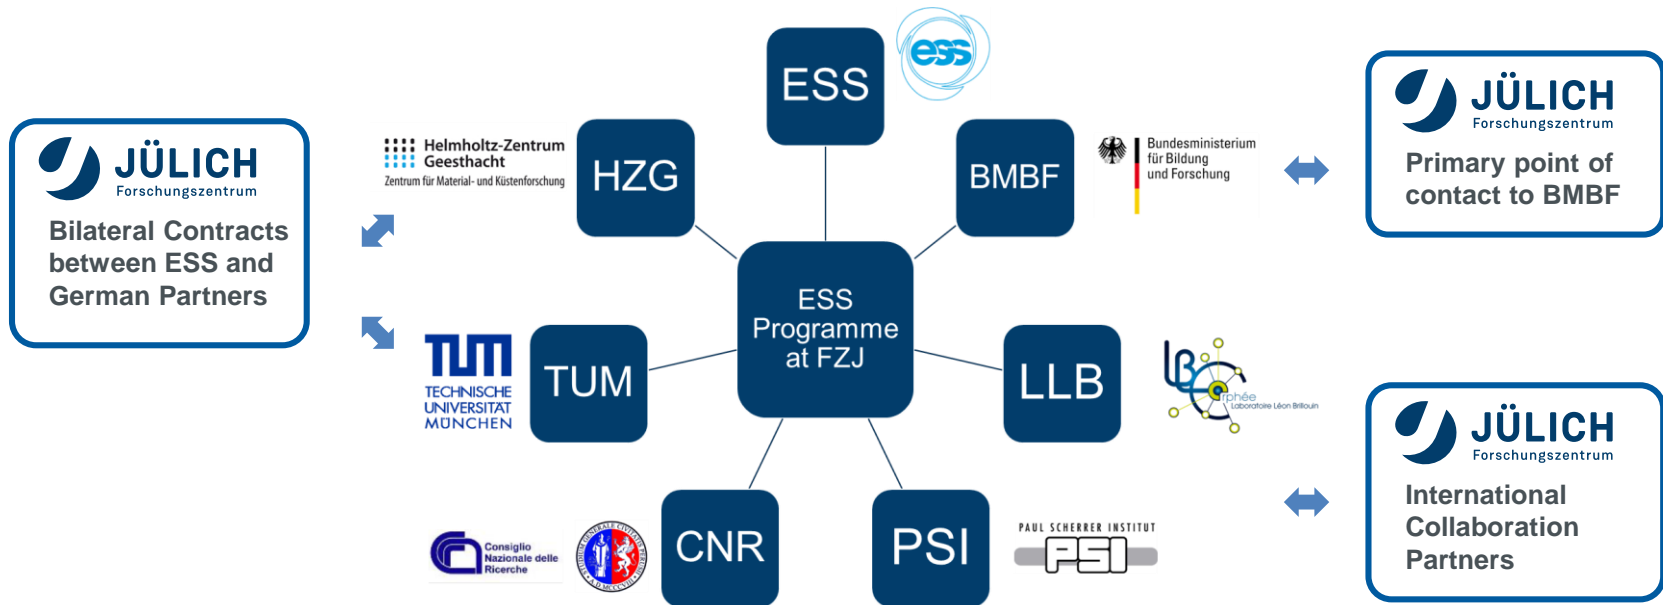 ESS
ess
JÜLICH
Forschungszentrum
Bilateral Contracts
between ESS and
German Partners
Helmholtz-Zentrum
Geesthacht
Zentrum für Material- und Küstenforschung
HZG
BMBF
Bundesministerium
für Bildung
und Forschung
JÜLICH
Forschungszentrum
Primary point of
contact to BMBF
ESS
Programme
at FZJ
TUM
TECHNISCHE
UNIVERSITÄT
MÜNCHEN
TUM
LLB
LLB
Orphée
Laboratoire Léon Brillouin
Consiglio
Nazionale delle
Ricerche
CNR
PSI
PAUL SCHERRER INSTITUT
PSI
JÜLICH
Forschungszentrum
International
Collaboration
Partners